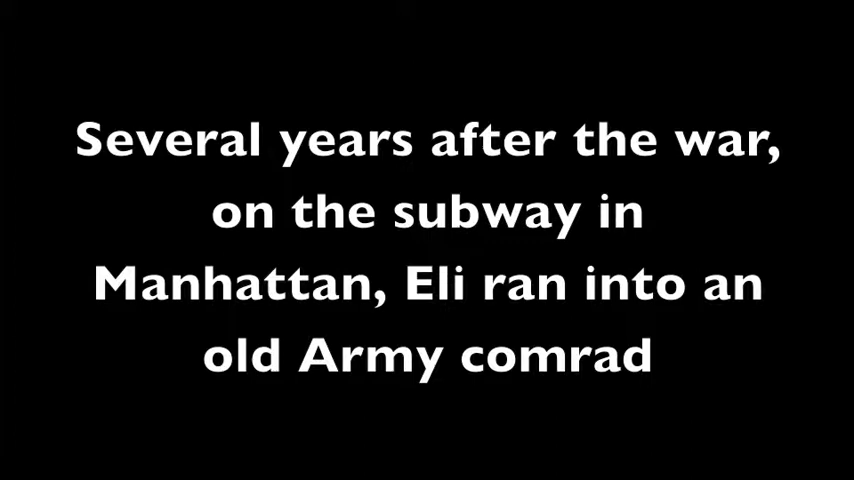 Several years after the war,
on the subway in
Manhattan, Eli ran into an
old Army comrad